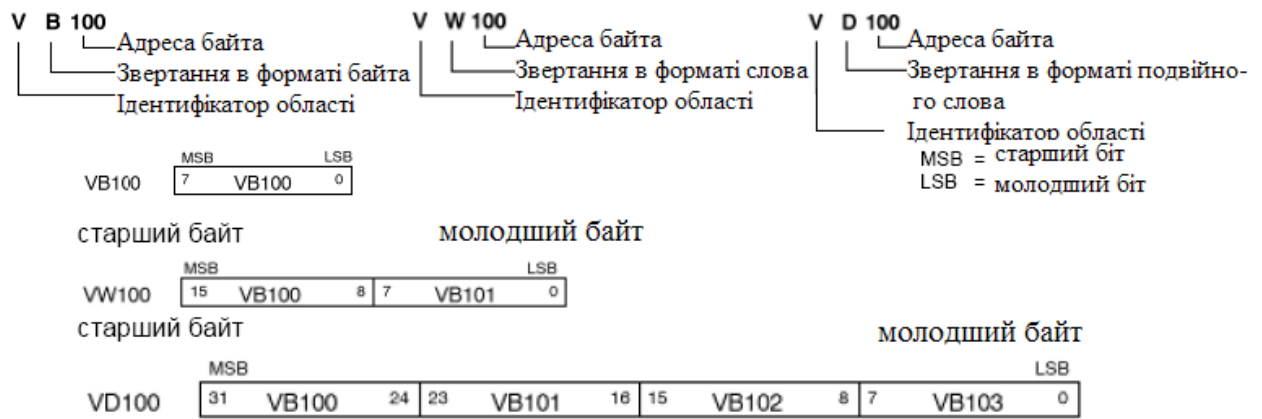 V B 100 V W 100 V D 100
Адреса байта Адреса байта Адреса байта
Звертання в форматі байта Звертання в форматі слова Звертання в форматі подвійно-
го слова
Ідентифікатор області Ідентифікатор області
Ідентифікатор області
MSB LSB MSB = старший біт
VB100 7 VB100 0 LSB = молодший біт
старший байт молодший байт
MSB LSB
VW100 15 VB100 8 7 VB101 0
старший байт молодший байт
MSB LSB
VD100 31 VB100 24 23 VB101 16 15 VB102 8 7 VB103 0